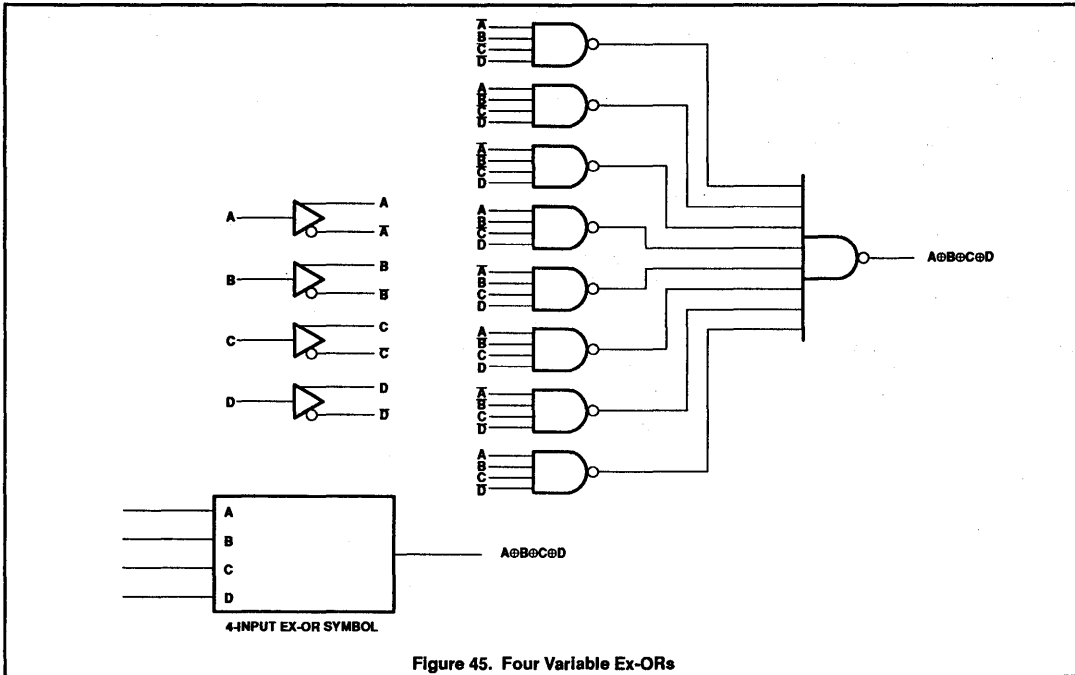 A̅
B
C̅
D̅
A
B̅
C̅
D̅
A̅
B̅
C̅
D
A
B
C̅
D
A̅
B
C
D
A
B̅
C
D
A̅
B̅
C
D̅
A
B
C
D̅
A A
A̅
B B
B̅
C C
C̅
D D
D̅
A⊕B⊕C⊕D
A
B
C
D
A⊕B⊕C⊕D
4-INPUT EX-OR SYMBOL
Figure 45. Four Variable Ex-ORs